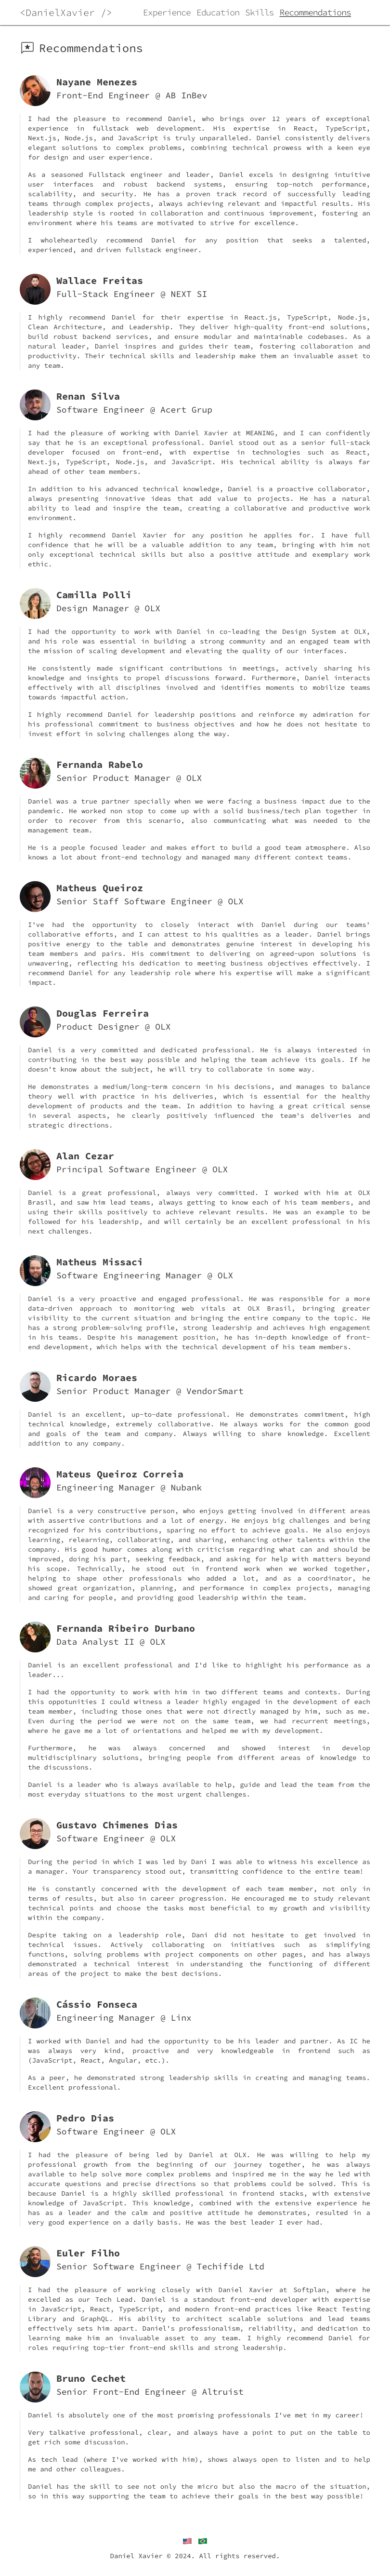 <DanielXavier />
Experience Education Skills Recommendations
Recommendations
Nayane Menezes
Front-End Engineer @ AB InBev
I had the pleasure to recommend Daniel, who brings over 12 years of exceptional
experience in fullstack web development. His expertise in React, TypeScript,
Next.js, Node.js, and JavaScript is truly unparalleled. Daniel consistently delivers
elegant solutions to complex problems, combining technical prowess with a keen eye
for design and user experience.
As a seasoned Fullstack engineer and leader, Daniel excels in designing intuitive
user interfaces and robust backend systems, ensuring top-notch performance,
scalability, and security. He has a proven track record of successfully leading
teams through complex projects, always achieving relevant and impactful results. His
leadership style is rooted in collaboration and continuous improvement, fostering an
environment where his teams are motivated to strive for excellence.
I wholeheartedly recommend Daniel for any position that seeks a talented,
experienced, and driven fullstack engineer.
Wallace Freitas
Full-Stack Engineer @ NEXT SI
I highly recommend Daniel for their expertise in React.js, TypeScript, Node.js,
Clean Architecture, and Leadership. They deliver high-quality front-end solutions,
build robust backend services, and ensure modular and maintainable codebases. As a
natural leader, Daniel inspires and guides their team, fostering collaboration and
productivity. Their technical skills and leadership make them an invaluable asset to
any team.
Renan Silva
Software Engineer @ Acert Grup
I had the pleasure of working with Daniel Xavier at MEANING, and I can confidently
say that he is an exceptional professional. Daniel stood out as a senior full-stack
developer focused on front-end, with expertise in technologies such as React,
Next.js, TypeScript, Node.js, and JavaScript. His technical ability is always far
ahead of other team members.
In addition to his advanced technical knowledge, Daniel is a proactive collaborator,
always presenting innovative ideas that add value to projects. He has a natural
ability to lead and inspire the team, creating a collaborative and productive work
environment.
I highly recommend Daniel Xavier for any position he applies for. I have full
confidence that he will be a valuable addition to any team, bringing with him not
only exceptional technical skills but also a positive attitude and exemplary work
ethic.
Camilla Polli
Design Manager @ OLX
I had the opportunity to work with Daniel in co-leading the Design System at OLX,
and his role was essential in building a strong community and an engaged team with
the mission of scaling development and elevating the quality of our interfaces.
He consistently made significant contributions in meetings, actively sharing his
knowledge and insights to propel discussions forward. Furthermore, Daniel interacts
effectively with all disciplines involved and identifies moments to mobilize teams
towards impactful action.
I highly recommend Daniel for leadership positions and reinforce my admiration for
his professional commitment to business objectives and how he does not hesitate to
invest effort in solving challenges along the way.
Fernanda Rabelo
Senior Product Manager @ OLX
Daniel was a true partner specially when we were facing a business impact due to the
pandemic. He worked non stop to come up with a solid business/tech plan together in
order to recover from this scenario, also communicating what was needed to the
management team.
He is a people focused leader and makes effort to build a good team atmosphere. Also
knows a lot about front-end technology and managed many different context teams.
Matheus Queiroz
Senior Staff Software Engineer @ OLX
I've had the opportunity to closely interact with Daniel during our teams'
collaborative efforts, and I can attest to his qualities as a leader. Daniel brings
positive energy to the table and demonstrates genuine interest in developing his
team members and pairs. His commitment to delivering on agreed-upon solutions is
unwavering, reflecting his dedication to meeting business objectives effectively. I
recommend Daniel for any leadership role where his expertise will make a significant
impact.
Douglas Ferreira
Product Designer @ OLX
Daniel is a very committed and dedicated professional. He is always interested in
contributing in the best way possible and helping the team achieve its goals. If he
doesn't know about the subject, he will try to collaborate in some way.
He demonstrates a medium/long-term concern in his decisions, and manages to balance
theory well with practice in his deliveries, which is essential for the healthy
development of products and the team. In addition to having a great critical sense
in several aspects, he clearly positively influenced the team's deliveries and
strategic directions.
Alan Cezar
Principal Software Engineer @ OLX
Daniel is a great professional, always very committed. I worked with him at OLX
Brasil, and saw him lead teams, always getting to know each of his team members, and
using their skills positively to achieve relevant results. He was an example to be
followed for his leadership, and will certainly be an excellent professional in his
next challenges.
Matheus Missaci
Software Engineering Manager @ OLX
Daniel is a very proactive and engaged professional. He was responsible for a more
data-driven approach to monitoring web vitals at OLX Brasil, bringing greater
visibility to the current situation and bringing the entire company to the topic. He
has a strong problem-solving profile, strong leadership and achieves high engagement
in his teams. Despite his management position, he has in-depth knowledge of front-
end development, which helps with the technical development of his team members.
Ricardo Moraes
Senior Product Manager @ VendorSmart
Daniel is an excellent, up-to-date professional. He demonstrates commitment, high
technical knowledge, extremely collaborative. He always works for the common good
and goals of the team and company. Always willing to share knowledge. Excellent
addition to any company.
Mateus Queiroz Correia
Engineering Manager @ Nubank
Daniel is a very constructive person, who enjoys getting involved in different areas
with assertive contributions and a lot of energy. He enjoys big challenges and being
recognized for his contributions, sparing no effort to achieve goals. He also enjoys
learning, relearning, collaborating, and sharing, enhancing other talents within the
company. His good humor comes along with criticism regarding what can and should be
improved, doing his part, seeking feedback, and asking for help with matters beyond
his scope. Technically, he stood out in frontend work when we worked together,
helping to shape other professionals who added a lot, and as a coordinator, he
showed great organization, planning, and performance in complex projects, managing
and caring for people, and providing good leadership within the team.
Fernanda Ribeiro Durbano
Data Analyst II @ OLX
Daniel is an excellent professional and I'd like to highlight his performance as a
leader...
I had the opportunity to work with him in two different teams and contexts. During
this oppotunities I could witness a leader highly engaged in the development of each
team member, including those ones that were not directly managed by him, such as me.
Even during the period we were not on the same team, we had recurrent meetings,
where he gave me a lot of orientations and helped me with my development.
Furthermore, he was always concerned and showed interest in develop
multidisciplinary solutions, bringing people from different areas of knowledge to
the discussions.
Daniel is a leader who is always available to help, guide and lead the team from the
most everyday situations to the most urgent challenges.
Gustavo Chimenes Dias
Software Engineer @ OLX
During the period in which I was led by Dani I was able to witness his excellence as
a manager. Your transparency stood out, transmitting confidence to the entire team!
He is constantly concerned with the development of each team member, not only in
terms of results, but also in career progression. He encouraged me to study relevant
technical points and choose the tasks most beneficial to my growth and visibility
within the company.
Despite taking on a leadership role, Dani did not hesitate to get involved in
technical issues. Actively collaborating on initiatives such as simplifying
functions, solving problems with project components on other pages, and has always
demonstrated a technical interest in understanding the functioning of different
areas of the project to make the best decisions.
Cássio Fonseca
Engineering Manager @ Linx
I worked with Daniel and had the opportunity to be his leader and partner. As IC he
was always very kind, proactive and very knowledgeable in frontend such as
(JavaScript, React, Angular, etc.).
As a peer, he demonstrated strong leadership skills in creating and managing teams.
Excellent professional.
Pedro Dias
Software Engineer @ OLX
I had the pleasure of being led by Daniel at OLX. He was willing to help my
professional growth from the beginning of our journey together, he was always
available to help solve more complex problems and inspired me in the way he led with
accurate questions and precise directions so that problems could be solved. This is
because Daniel is a highly skilled professional in frontend stacks, with extensive
knowledge of JavaScript. This knowledge, combined with the extensive experience he
has as a leader and the calm and positive attitude he demonstrates, resulted in a
very good experience on a daily basis. He was the best leader I ever had.
Euler Filho
Senior Software Engineer @ Techifide Ltd
I had the pleasure of working closely with Daniel Xavier at Softplan, where he
excelled as our Tech Lead. Daniel is a standout front-end developer with expertise
in JavaScript, React, TypeScript, and modern front-end practices like React Testing
Library and GraphQL. His ability to architect scalable solutions and lead teams
effectively sets him apart. Daniel's professionalism, reliability, and dedication to
learning make him an invaluable asset to any team. I highly recommend Daniel for
roles requiring top-tier front-end skills and strong leadership.
Bruno Cechet
Senior Front-End Engineer @ Altruist
Daniel is absolutely one of the most promising professionals I've met in my career!
Very talkative professional, clear, and always have a point to put on the table to
get rich some discussion.
As tech lead (where I've worked with him), shows always open to listen and to help
me and other colleagues.
Daniel has the skill to see not only the micro but also the macro of the situation,
so in this way supporting the team to achieve their goals in the best way possible!
Daniel Xavier © 2024. All rights reserved.